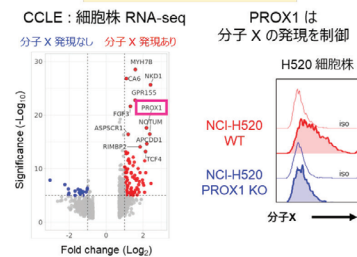 CCLE : 細胞株 RNA-seq
分子 X 発現なし 分子 X 発現あり
MYH7B
CA6
NKD1
GPR155
PROX1
FGF3
NOTUM
ASPSCR1
APCDD1
RIMBP2
TCF4
Significance (-Log10)
30
20
10
0
-5
0
5
Fold change (Log2)
PROX1 は
分子 X の発現を制御
H520 細胞株
NCI-H520
WT
iso
NCI-H520
PROX1 KO
iso
分子X